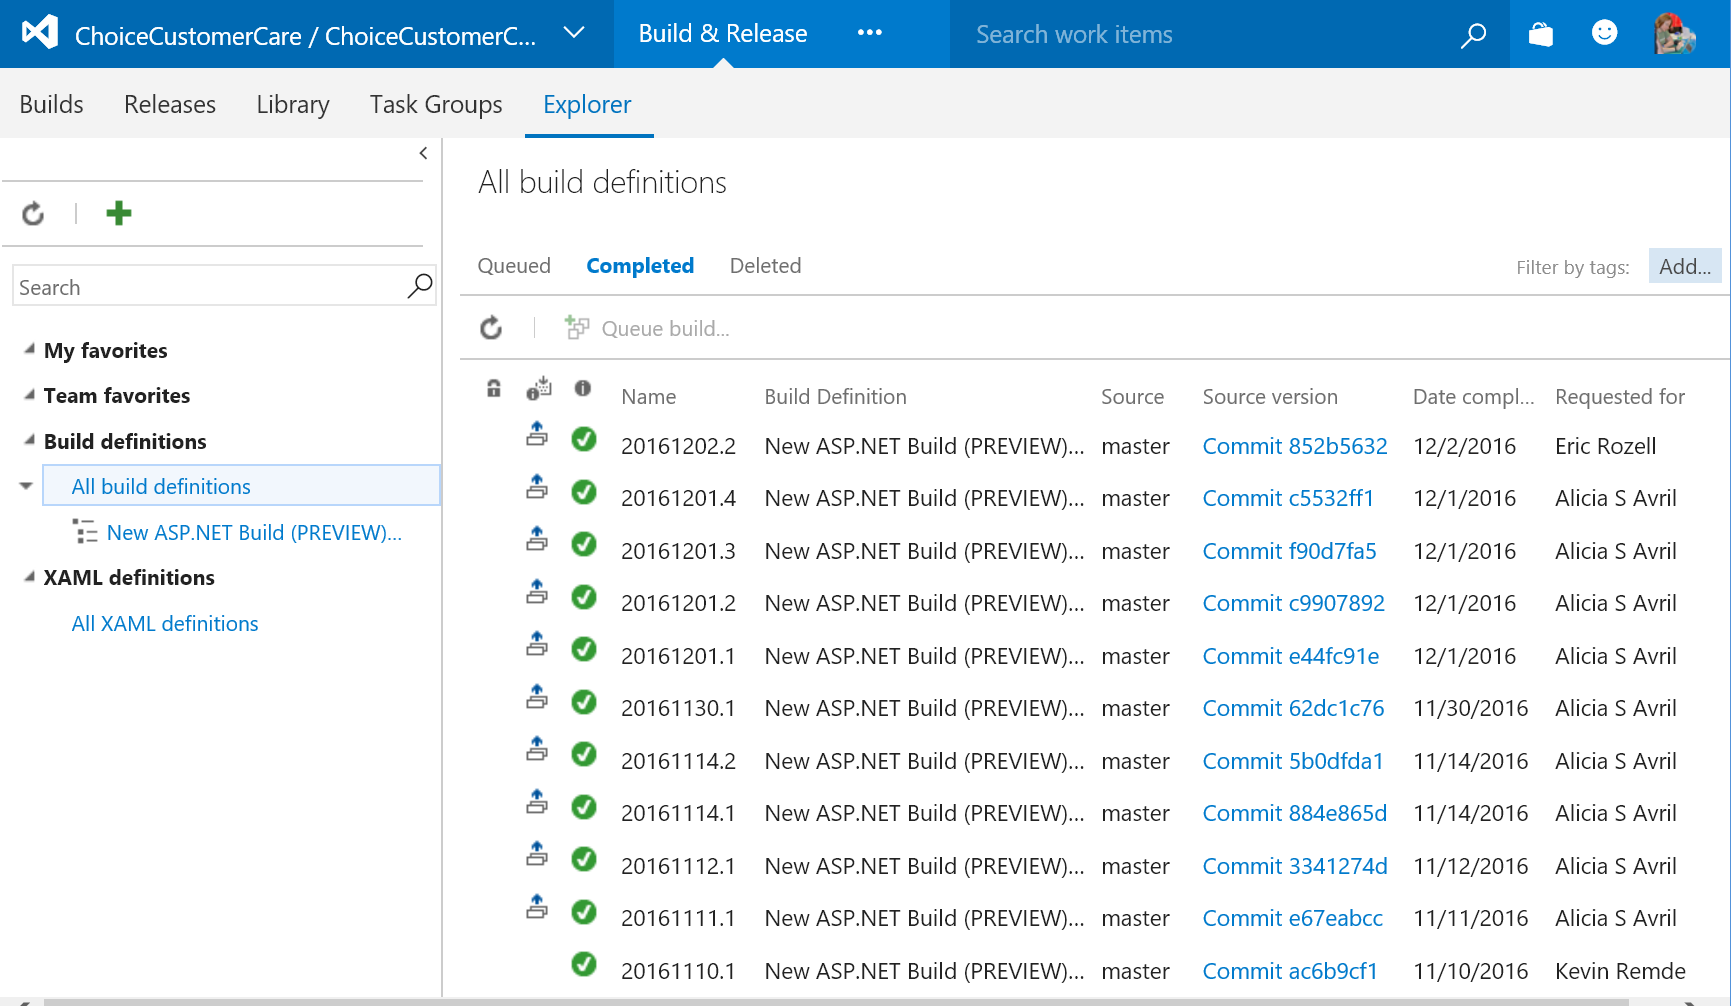 ChoiceCustomerCare / ChoiceCustomerC...
Build & Release
Search work items
Builds Releases Library Task Groups Explorer
All build definitions
Queued Completed Deleted
Filter by tags: Add...
Search
Queue build...
My favorites
Team favorites
Build definitions
All build definitions
New ASP.NET Build (PREVIEW)...
XAML definitions
All XAML definitions
Name Build Definition Source Source version Date compl... Requested for
20161202.2 New ASP.NET Build (PREVIEW)... master Commit 852b5632 12/2/2016 Eric Rozell
20161201.4 New ASP.NET Build (PREVIEW)... master Commit c5532ff1 12/1/2016 Alicia S Avril
20161201.3 New ASP.NET Build (PREVIEW)... master Commit f90d7fa5 12/1/2016 Alicia S Avril
20161201.2 New ASP.NET Build (PREVIEW)... master Commit c9907892 12/1/2016 Alicia S Avril
20161201.1 New ASP.NET Build (PREVIEW)... master Commit e44fc91e 12/1/2016 Alicia S Avril
20161130.1 New ASP.NET Build (PREVIEW)... master Commit 62dc1c76 11/30/2016 Alicia S Avril
20161114.2 New ASP.NET Build (PREVIEW)... master Commit 5b0dfda1 11/14/2016 Alicia S Avril
20161114.1 New ASP.NET Build (PREVIEW)... master Commit 884e865d 11/14/2016 Alicia S Avril
20161112.1 New ASP.NET Build (PREVIEW)... master Commit 3341274d 11/12/2016 Alicia S Avril
20161111.1 New ASP.NET Build (PREVIEW)... master Commit e67eabcc 11/11/2016 Alicia S Avril
20161110.1 New ASP.NET Build (PREVIEW)... master Commit ac6b9cf1 11/10/2016 Kevin Remde